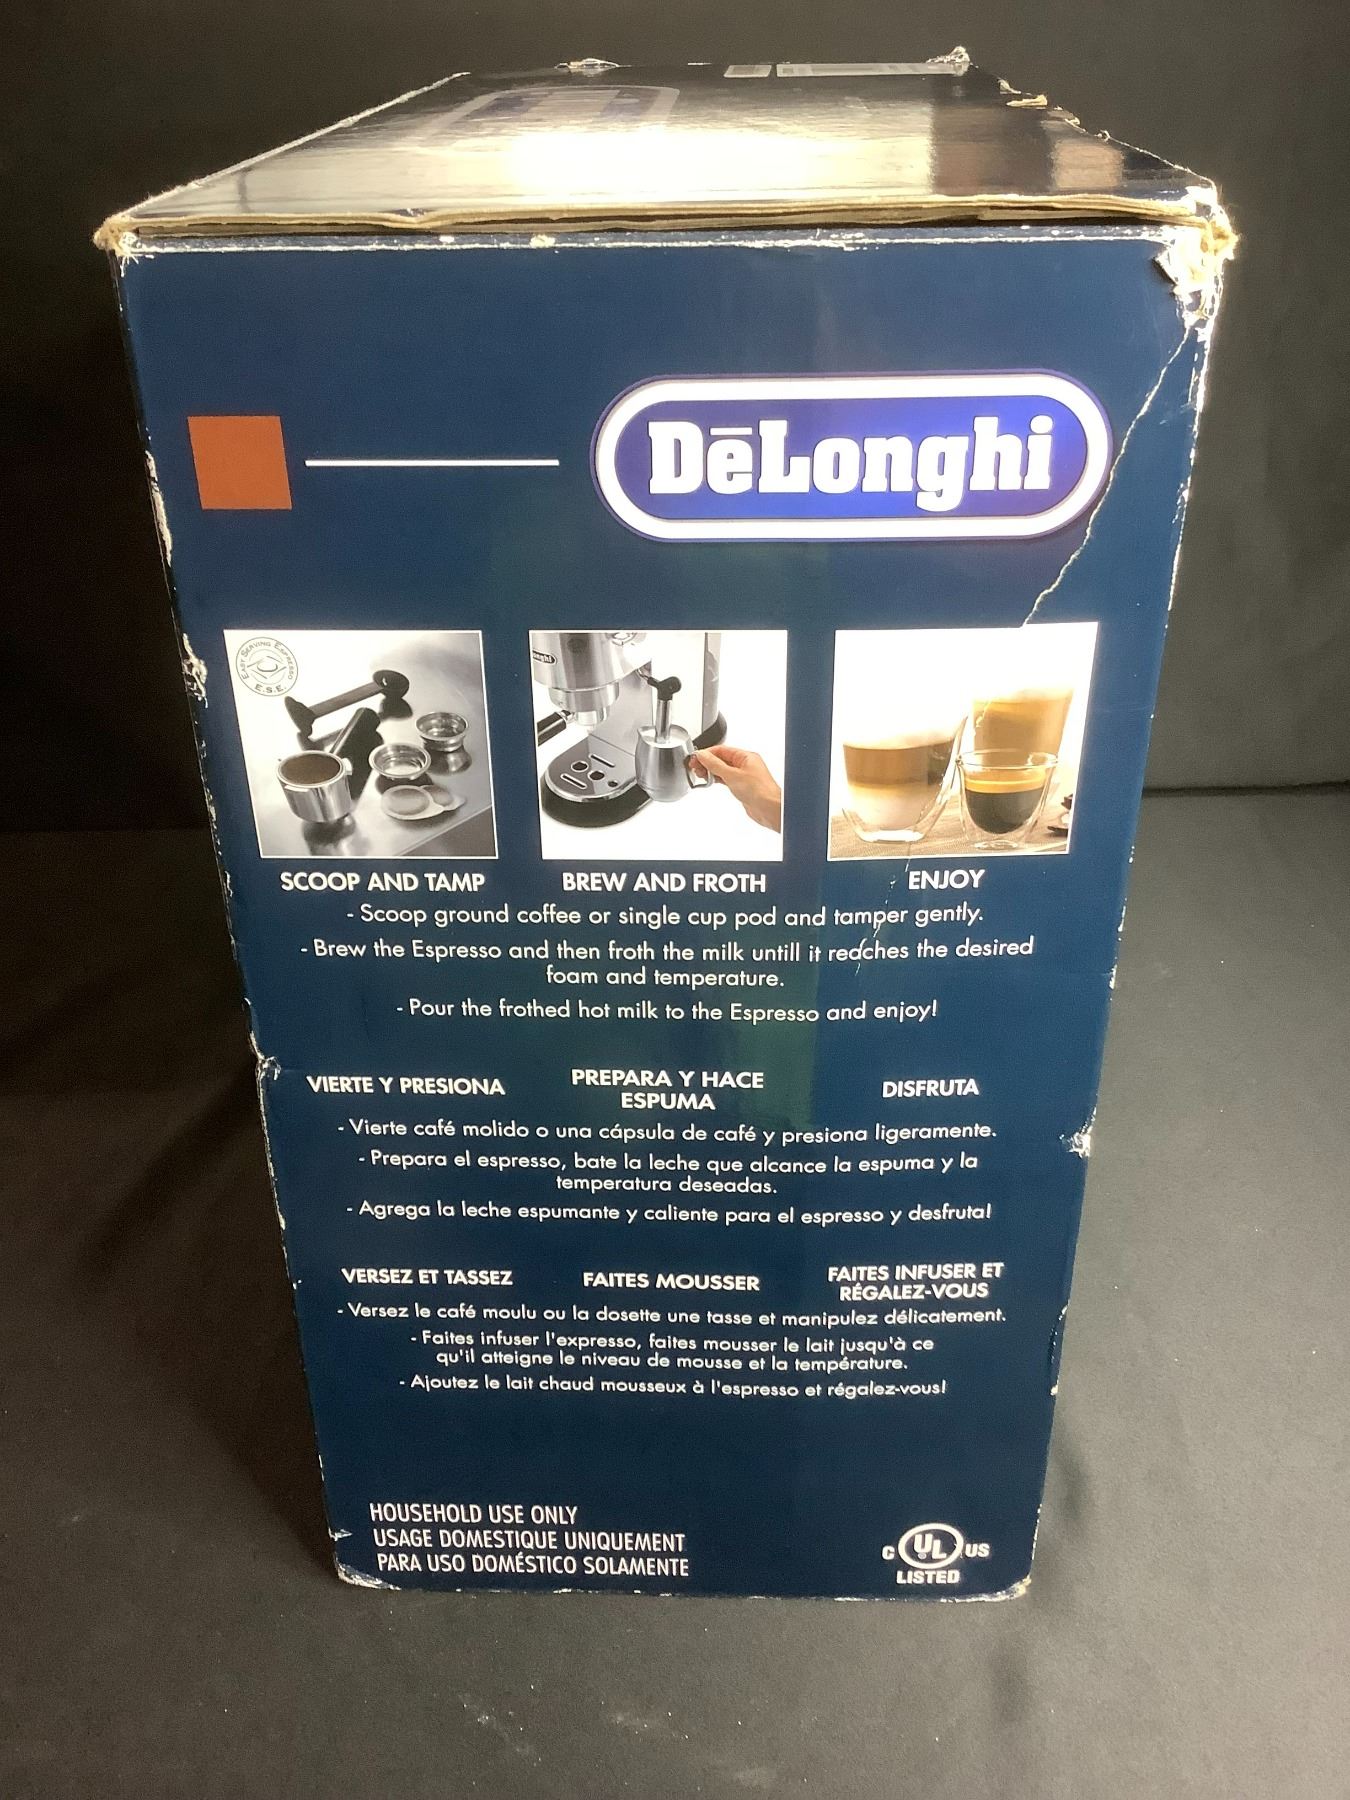 DēLonghi
EASY SERVING ESPRESSO
E.S.E.
SCOOP AND TAMP
BREW AND FROTH
ENJOY
- Scoop ground coffee or single cup pod and tamper gently.
- Brew the Espresso and then froth the milk untill it reaches the desired
foam and temperature.
- Pour the frothed hot milk to the Espresso and enjoy!
VIERTE Y PRESIONA
PREPARA Y HACE
ESPUMA
DISFRUTA
- Vierte café molido o una cápsula de café y presiona ligeramente.
- Prepara el espresso, bate la leche que alcance la espuma y la
temperatura deseadas.
- Agrega la leche espumante y caliente para el espresso y desfruta!
VERSEZ ET TASSEZ
FAITES MOUSSER
FAITES INFUSER ET
RÉGALEZ-VOUS
- Versez le café moulu ou la dosette une tasse et manipulez délicatement.
- Faites infuser l'expresso, faites mousser le lait jusqu'à ce
qu'il atteigne le niveau de mousse et la température.
- Ajoutez le lait chaud mousseux à l'espresso et régalez-vous!
HOUSEHOLD USE ONLY
USAGE DOMESTIQUE UNIQUEMENT
PARA USO DOMÉSTICO SOLAMENTE
C UL US
LISTED